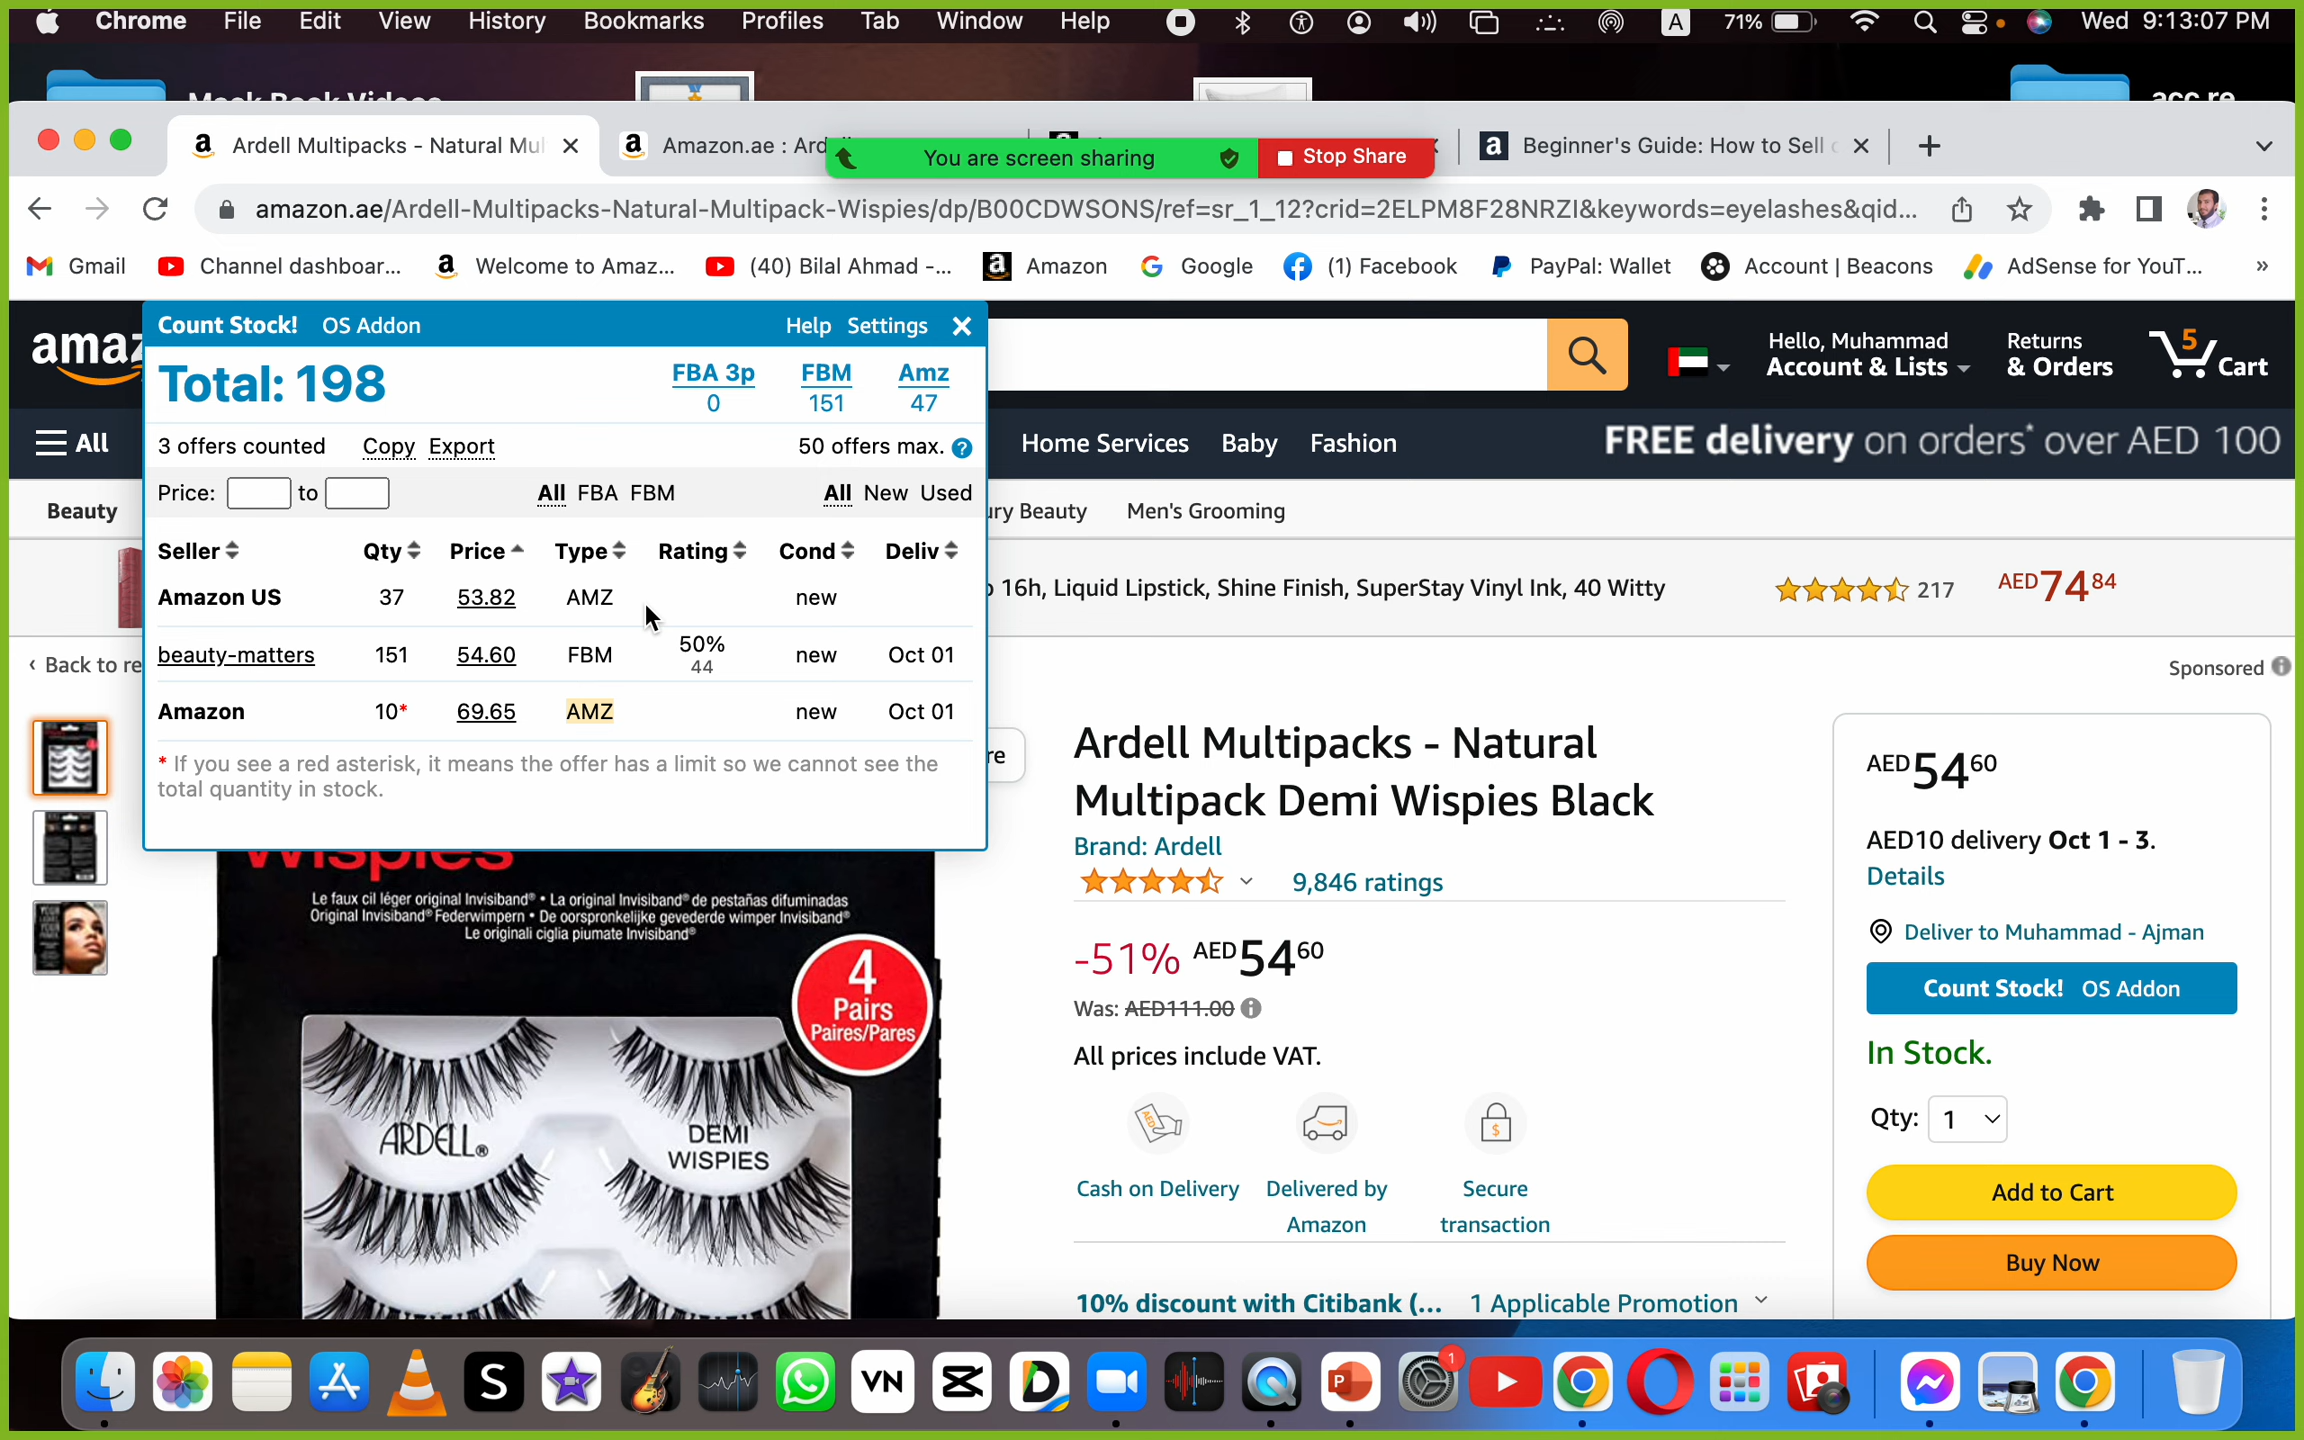 Chrome File Edit View History Bookmarks Profiles Tab Window Help A 71% Wed 9:13:07 PM
Ardell Multipacks - Natural Mul
Amazon.ae : Ard
You are screen sharing
Stop Share
Beginner's Guide: How to Sell
amazon.ae/Ardell-Multipacks-Natural-Multipack-Wispies/dp/B00CDWSONS/ref=sr_1_12?crid=2ELPM8F28NRZI&keywords=eyelashes&qid...
Gmail Channel dashboar... Welcome to Amaz... (40) Bilal Ahmad -... Amazon Google (1) Facebook PayPal: Wallet Account | Beacons AdSense for YouT... »
Count Stock! OS Addon Help Settings
Total: 198
FBA 3p FBM Amz
0 151 47
3 offers counted Copy Export 50 offers max. ?
Price: to All FBA FBM All New Used
Seller Qty Price Type Rating Cond Deliv
Amazon US 37 53.82 AMZ new
beauty-matters 151 54.60 FBM 50% new Oct 01
44
Amazon 10* 69.65 AMZ new Oct 01
* If you see a red asterisk, it means the offer has a limit so we cannot see the
total quantity in stock.
amaz
Hello, Muhammad
Account & Lists
Returns
& Orders
5
Cart
All
Home Services Baby Fashion
FREE delivery on orders* over AED 100
Beauty
ury Beauty Men's Grooming
16h, Liquid Lipstick, Shine Finish, SuperStay Vinyl Ink, 40 Witty
217
AED7484
‹ Back to re
Sponsored
re
Wispies
Le faux cil léger original Invisiband® • La original Invisiband® de pestañas difuminadas
Original Invisiband® Federwimpern • De oorspronkelijke gevederde wimper Invisiband®
Le originali ciglia piumate Invisiband®
4
Pairs
Paires/Pares
ARDELL®
DEMI
WISPIES
Ardell Multipacks - Natural
Multipack Demi Wispies Black
Brand: Ardell
9,846 ratings
-51% AED5460
Was: AED111.00
All prices include VAT.
Cash on Delivery
Delivered by
Amazon
Secure
transaction
10% discount with Citibank (... 1 Applicable Promotion
AED5460
AED10 delivery Oct 1 - 3.
Details
Deliver to Muhammad - Ajman
Count Stock! OS Addon
In Stock.
Qty: 1
Add to Cart
Buy Now
S
VN
D
P
1